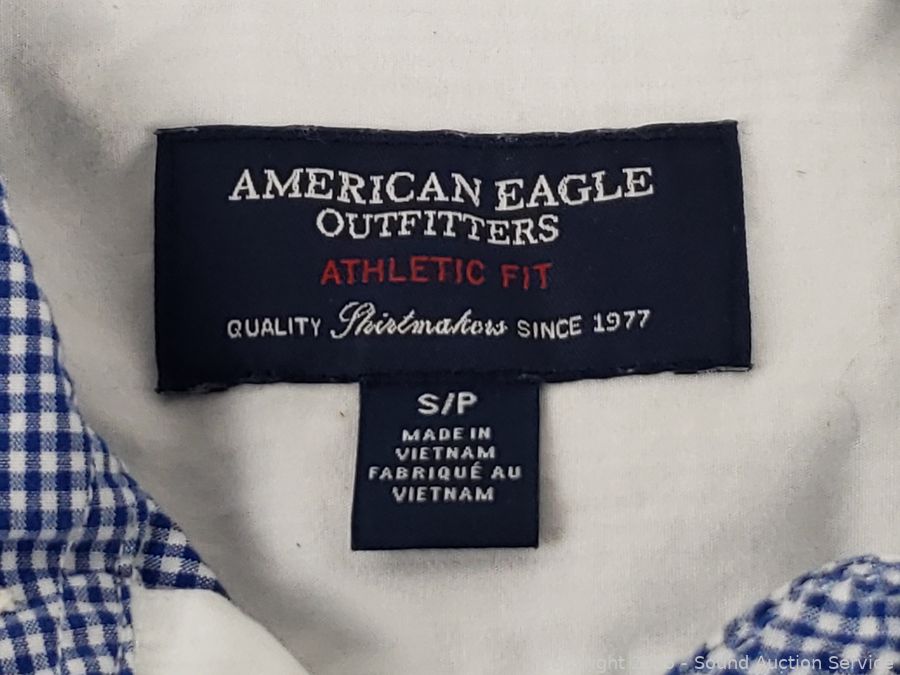 AMERICAN EAGLE
OUTFITTERS
ATHLETIC FIT
QUALITY Shirtmakers SINCE 1977
S/P
MADE IN
VIETNAM
FABRIQUÉ AU
VIETNAM
- Sound Auction Service